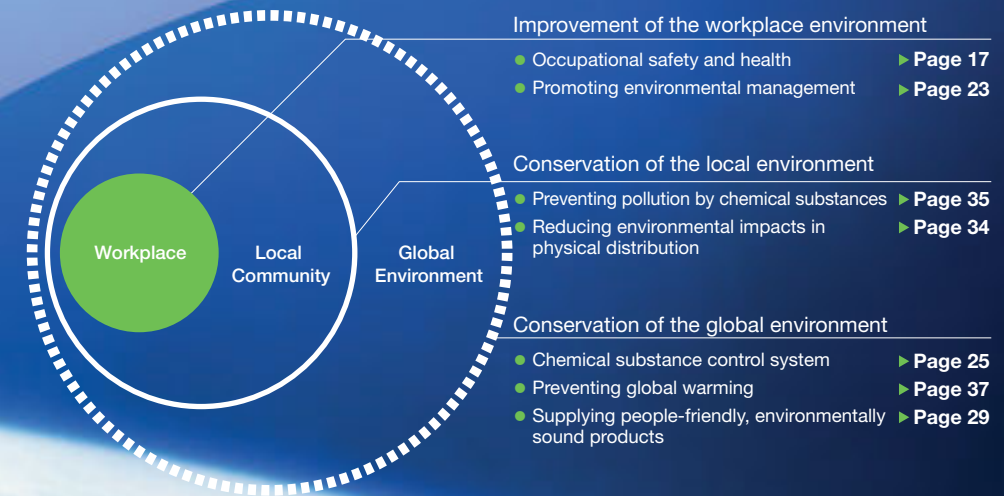 Improvement of the workplace environment
● Occupational safety and health ▶ Page 17
● Promoting environmental management ▶ Page 23
Conservation of the local environment
● Preventing pollution by chemical substances ▶ Page 35
● Reducing environmental impacts in ▶ Page 34
physical distribution
Workplace
Local
Community
Global
Environment
Conservation of the global environment
● Chemical substance control system ▶ Page 25
● Preventing global warming ▶ Page 37
● Supplying people-friendly, environmentally ▶ Page 29
sound products